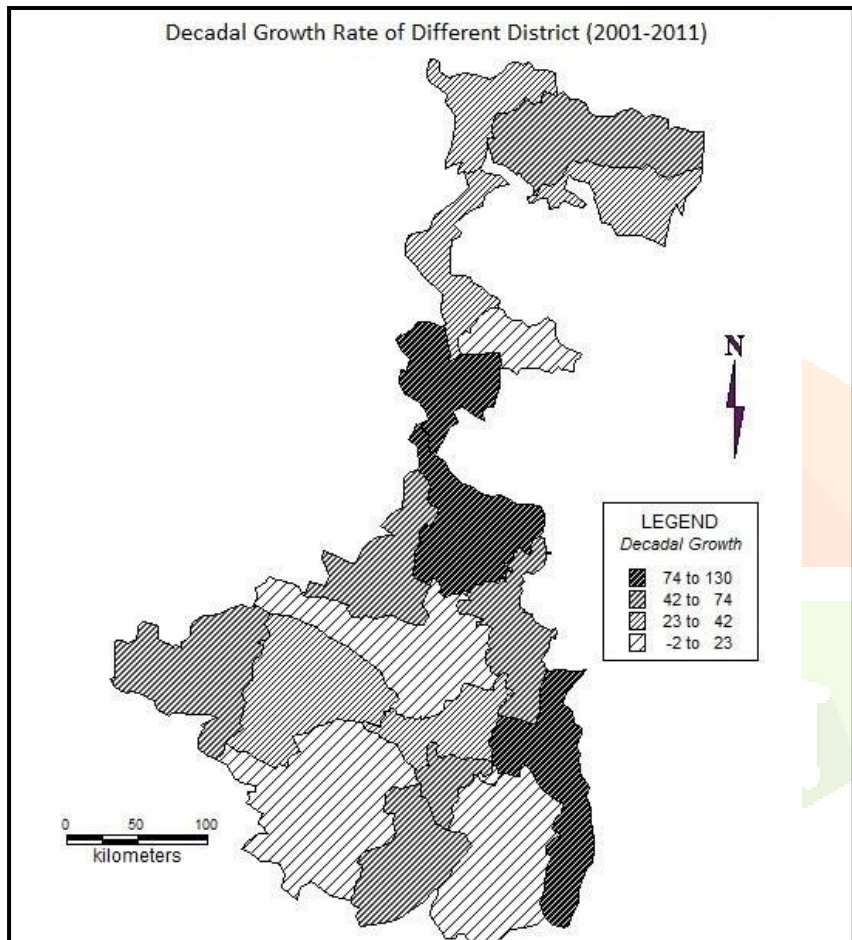 Decadal Growth Rate of Different District (2001-2011)
N
LEGEND
Decadal Growth
74 to 130
42 to 74
23 to 42
-2 to 23
0 50 100
kilometers